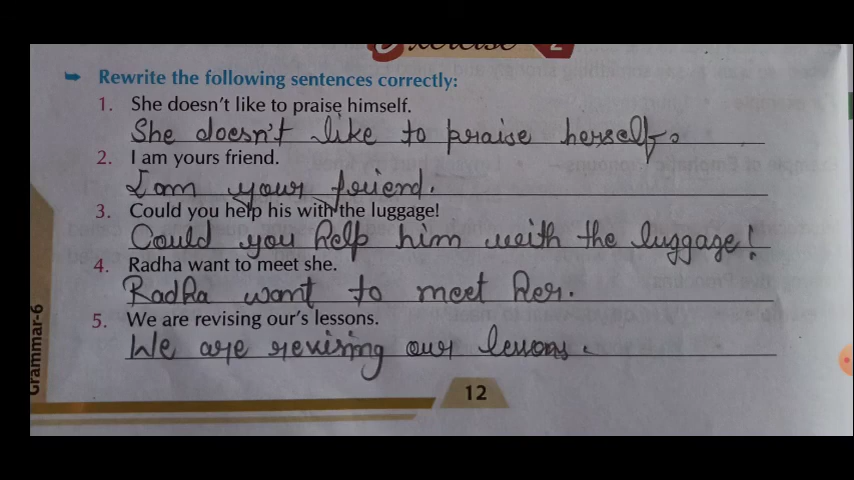 Exercise 2
➥ Rewrite the following sentences correctly:
1. She doesn't like to praise himself.
She doesn't like to praise herself.
2. I am yours friend.
I am your friend.
3. Could you help his with the luggage!
Could you help him with the luggage!
4. Radha want to meet she.
Radha want to meet her.
5. We are revising our's lessons.
We are revising our lessons.
Grammar-6
12